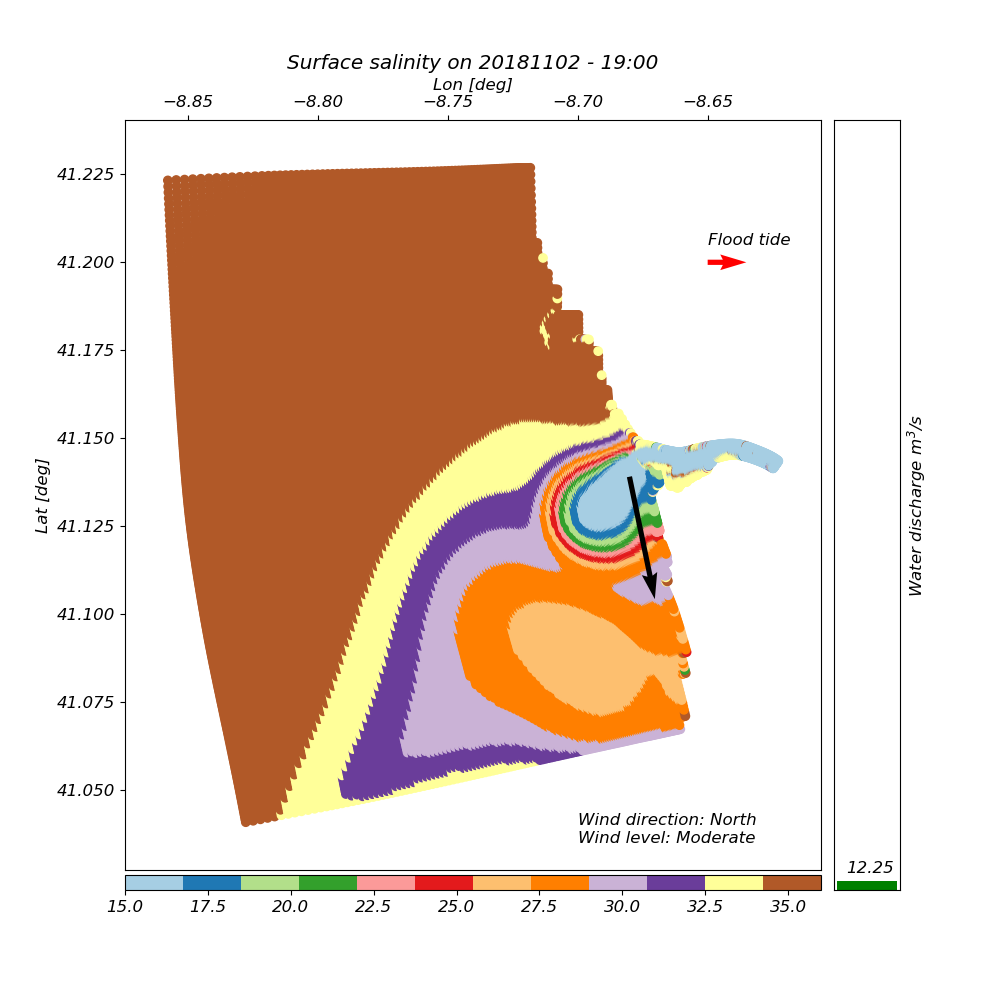 Surface salinity on 20181102 - 19:00
Lon [deg]
−8.85 −8.80 −8.75 −8.70 −8.65
41.225
41.200
41.175
41.150
41.125
41.100
41.075
41.050
Lat [deg]
Flood tide
Wind direction: North
Wind level: Moderate
15.0 17.5 20.0 22.5 25.0 27.5 30.0 32.5 35.0
12.25
Water discharge m³/s